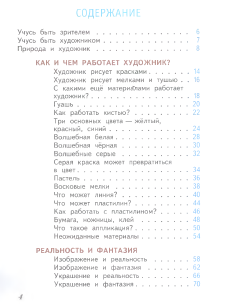 СОДЕРЖАНИЕ
Учусь быть зрителем 6
Учусь быть художником 7
Природа и художник 8
КАК И ЧЕМ РАБОТАЕТ ХУДОЖНИК?
Художник рисует красками 14
Художник рисует мелками и тушью 16
С какими ещё материалами работает
художник? 18
Гуашь 20
Как работать кистью? 22
Три основных цвета — жёлтый,
красный, синий 24
Волшебная белая 28
Волшебная чёрная 30
Волшебные серые 32
Серая краска может превратиться
в цвет 34
Пастель 36
Восковые мелки 38
Что может линия? 40
Что может пластилин? 44
Как работать с пластилином? 46
Бумага, ножницы, клей 48
Что такое аппликация? 50
Неожиданные материалы 54
РЕАЛЬНОСТЬ И ФАНТАЗИЯ
Изображение и реальность 58
Изображение и фантазия 62
Украшение и реальность 66
Украшение и фантазия 70
4